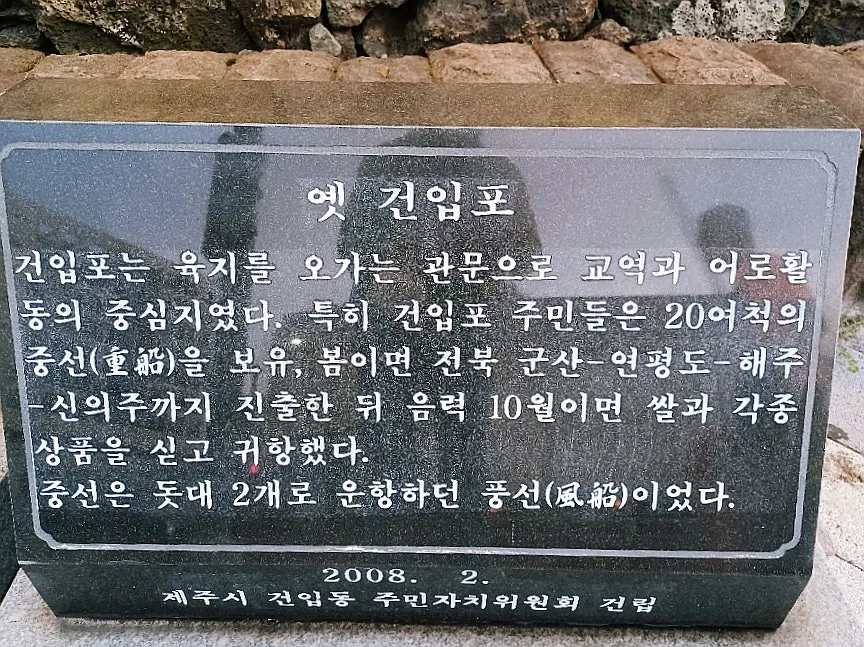 옛 건입포
건입포는 육지를 오가는 관문으로 교역과 어로활
동의 중심지였다. 특히 건입포 주민들은 20여척의
중선(重船)을 보유, 봄이면 전북 군산-연평도-해주
-신의주까지 진출한 뒤 음력 10월이면 쌀과 각종
상품을 싣고 귀항했다.
중선은 돛대 2개로 운항하던 풍선(風船)이었다.
2008. 2.
제주시 건입동 주민자치위원회 건립